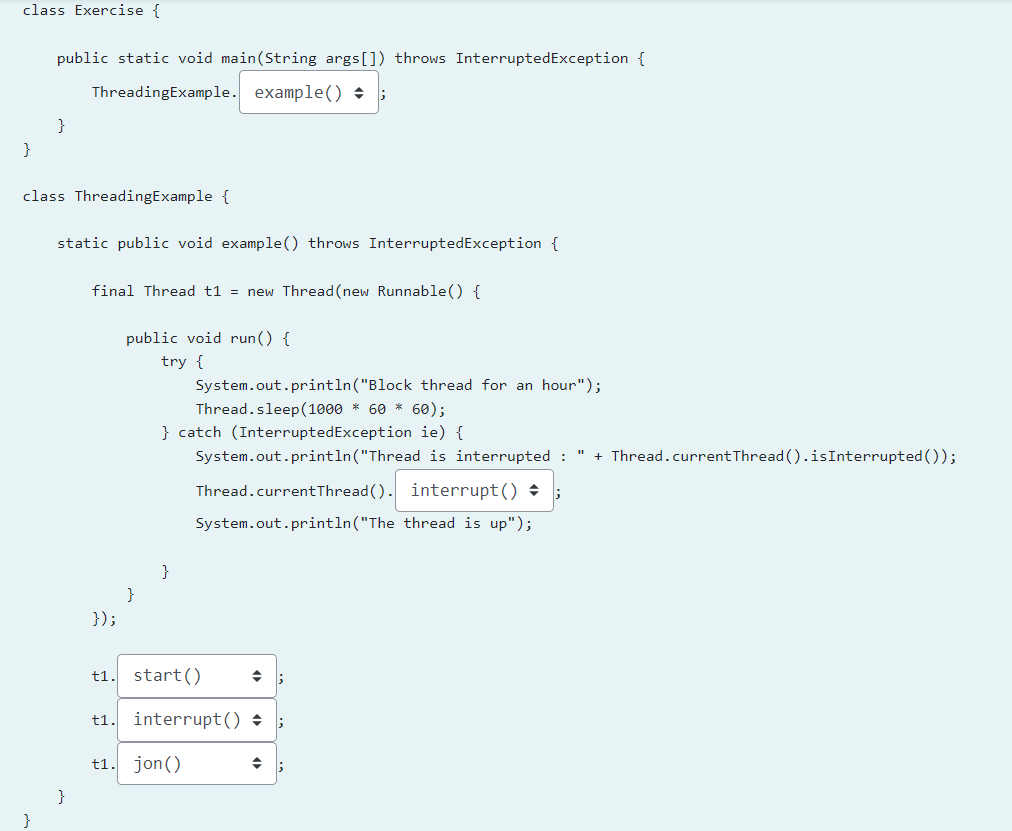 class Exercise {
public static void main(String args[]) throws InterruptedException {
ThreadingExample. example() ;
}
}
class ThreadingExample {
static public void example() throws InterruptedException {
final Thread t1 = new Thread(new Runnable() {
public void run() {
try {
System.out.println("Block thread for an hour");
Thread.sleep(1000 * 60 * 60);
} catch (InterruptedException ie) {
System.out.println("Thread is interrupted : " + Thread.currentThread().isInterrupted());
Thread.currentThread(). interrupt() ;
System.out.println("The thread is up");
}
}
});
t1. start() ;
t1. interrupt() ;
t1. jon() ;
}
}